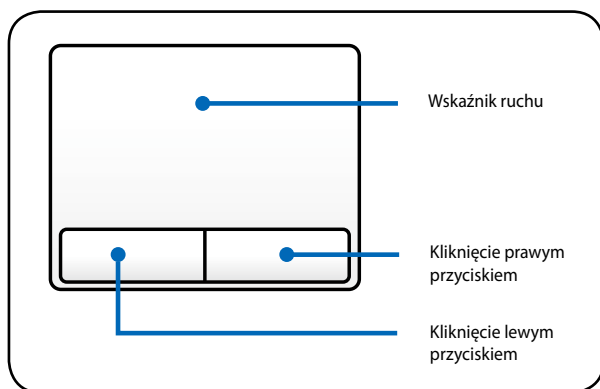 Wskaźnik ruchu
Kliknięcie prawym
przyciskiem
Kliknięcie lewym
przyciskiem